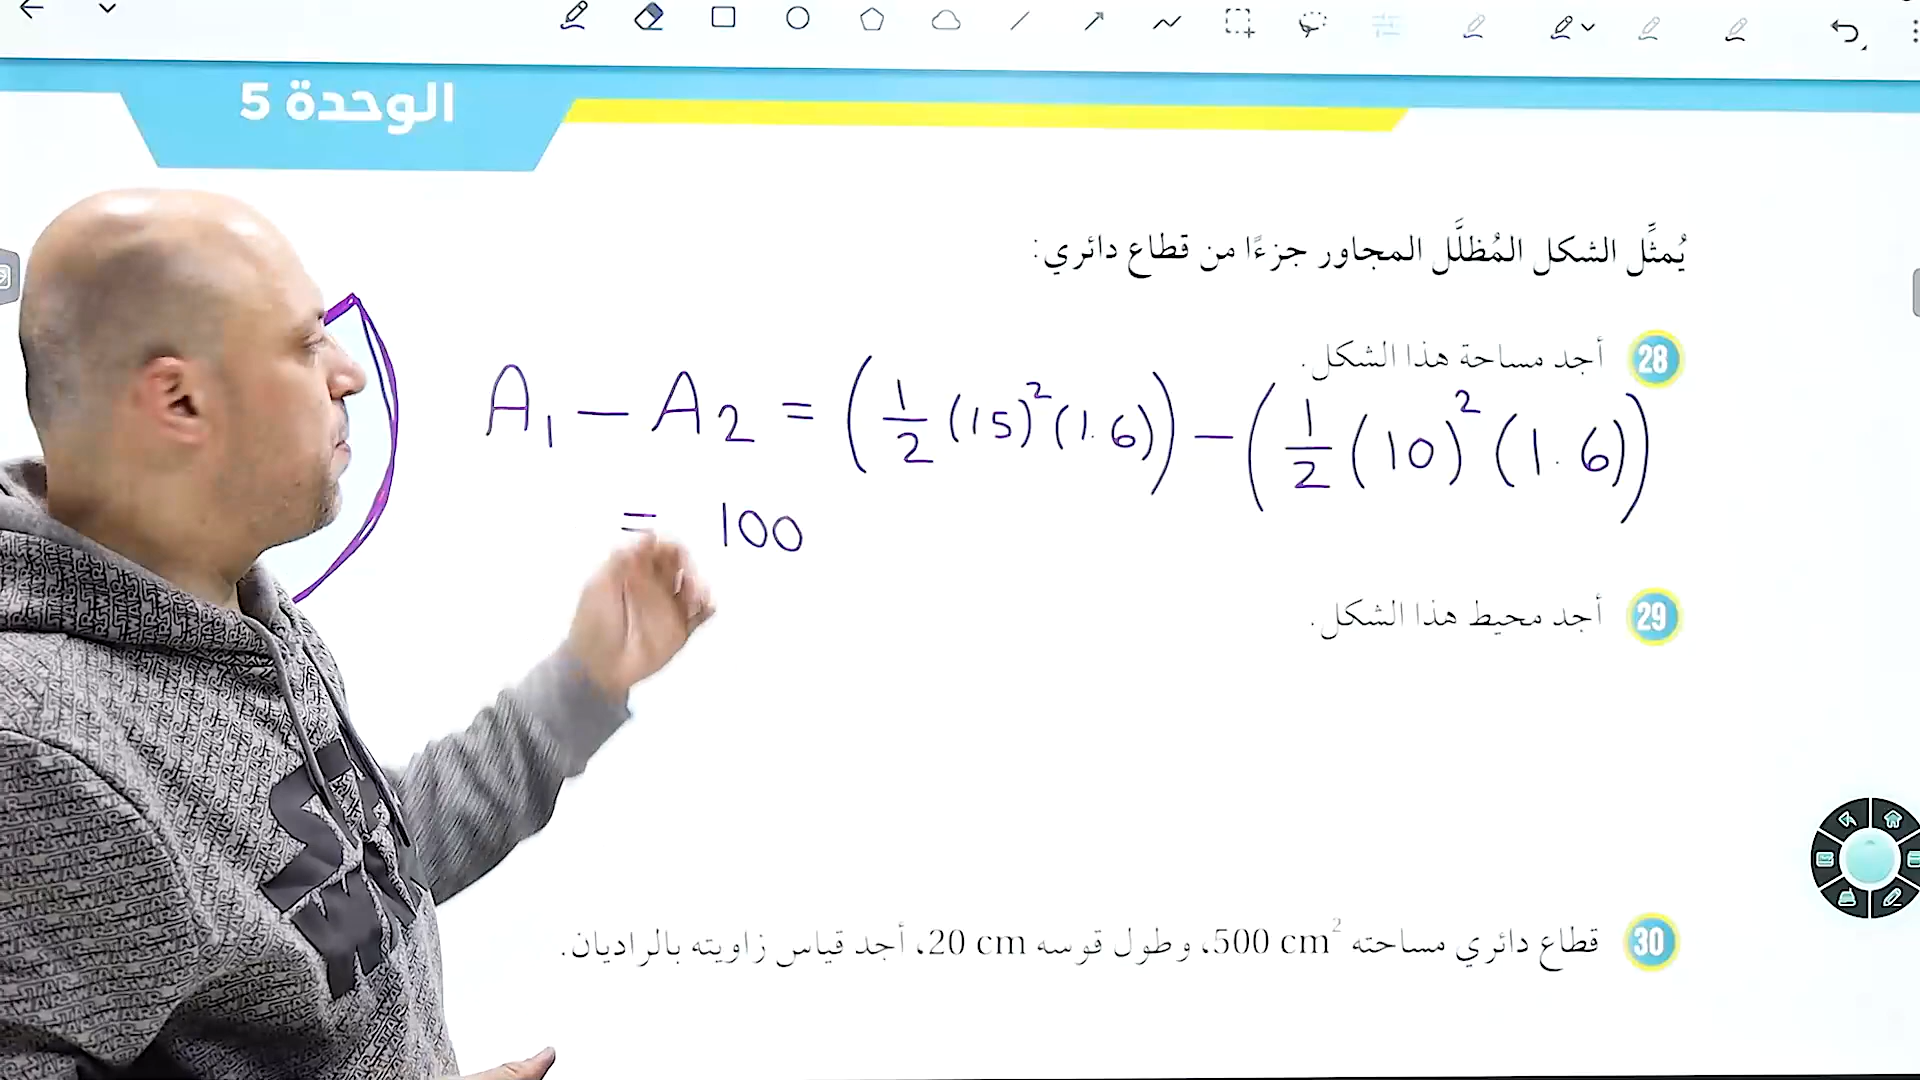 الوحدة 5
يُمثِّل الشكل المُظلَّل المجاور جزءًا من قطاع دائري:
28 أجد مساحة هذا الشكل.
A₁ − A₂ = (1/2 (15)² (1.6)) − (1/2 (10)² (1.6))
= 100
29 أجد محيط هذا الشكل.
30 قطاع دائري مساحته 500 cm²، وطول قوسه 20 cm، أجد قياس زاويته بالراديان.